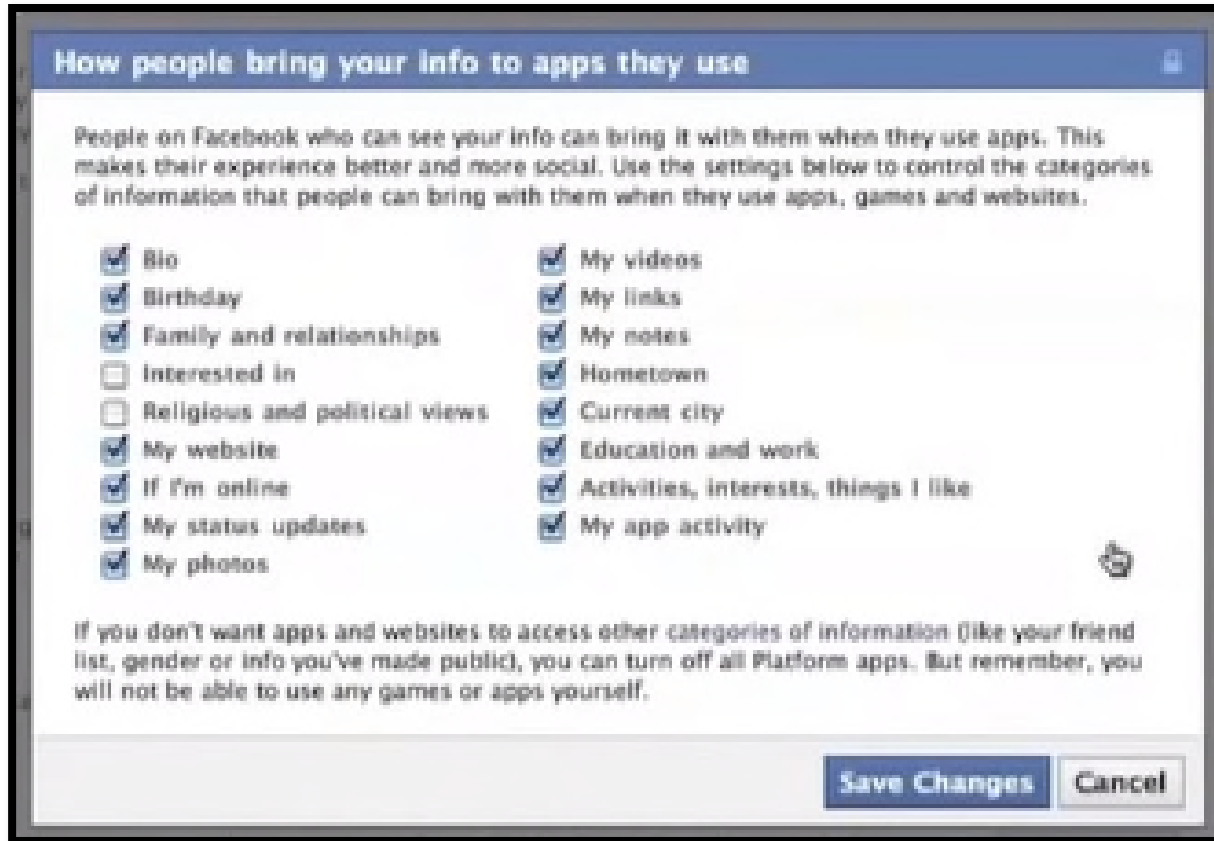 How people bring your info to apps they use
People on Facebook who can see your info can bring it with them when they use apps. This
makes their experience better and more social. Use the settings below to control the categories
of information that people can bring with them when they use apps, games and websites.
Bio
Birthday
Family and relationships
Interested in
Religious and political views
My website
If I'm online
My status updates
My photos
My videos
My links
My notes
Hometown
Current city
Education and work
Activities, interests, things I like
My app activity
If you don't want apps and websites to access other categories of information (like your friend
list, gender or info you've made public), you can turn off all Platform apps. But remember, you
will not be able to use any games or apps yourself.
Save Changes
Cancel